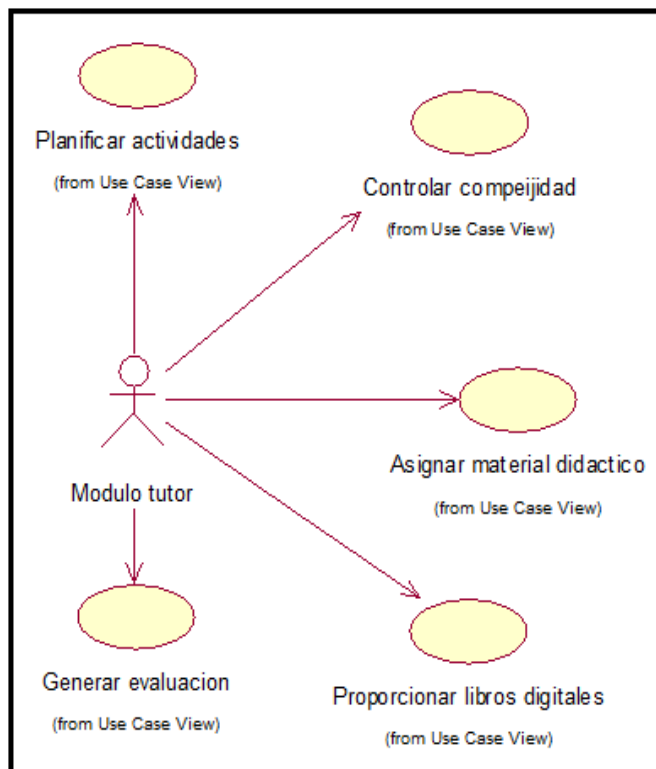 Planificar actividades
(from Use Case View)
Controlar compeijidad
(from Use Case View)
Asignar material didactico
(from Use Case View)
Modulo tutor
Generar evaluacion
(from Use Case View)
Proporcionar libros digitales
(from Use Case View)